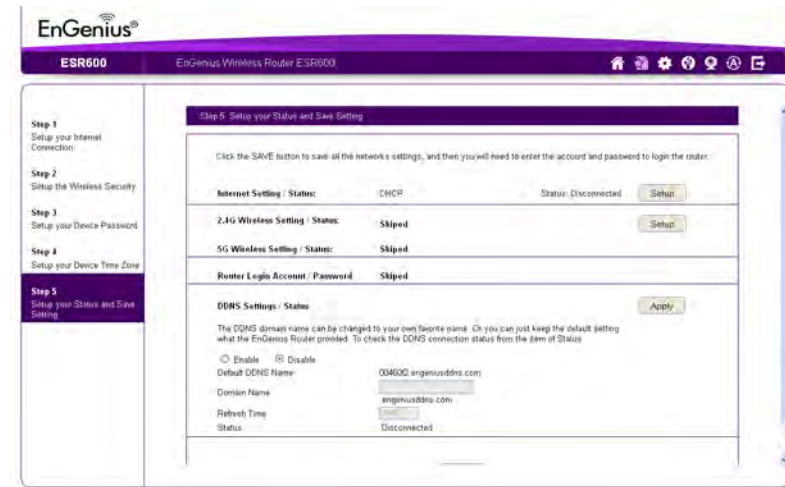 EnGenius®
ESR600
EnGenius Wireless Router ESR600
Step 1
Setup your Internet
Connection
Step 2
Setup the Wireless Security
Step 3
Setup your Device Password
Step 4
Setup your Device Time Zone
Step 5
Setup your Status and Save
Setting
Step 5. Setup your Status and Save Setting
Click the SAVE button to save all the networks settings, and then you will need to enter the account and password to login the router.
Internet Setting / Status: DHCP Status: Disconnected Setup
2.4G Wireless Setting / Status: Skiped Setup
5G Wireless Setting / Status: Skiped
Router Login Account / Password Skiped
DDNS Settings / Status Apply
The DDNS domain name can be changed to your own favorite name. Or you can just keep the default setting
what the EnGenius Router provided. To check the DDNS connection status from the item of Status
Enable Disable
Default DDNS Name engeniusddns.com
Domain Name
engeniusddns.com
Refresh Time
Status Disconnected